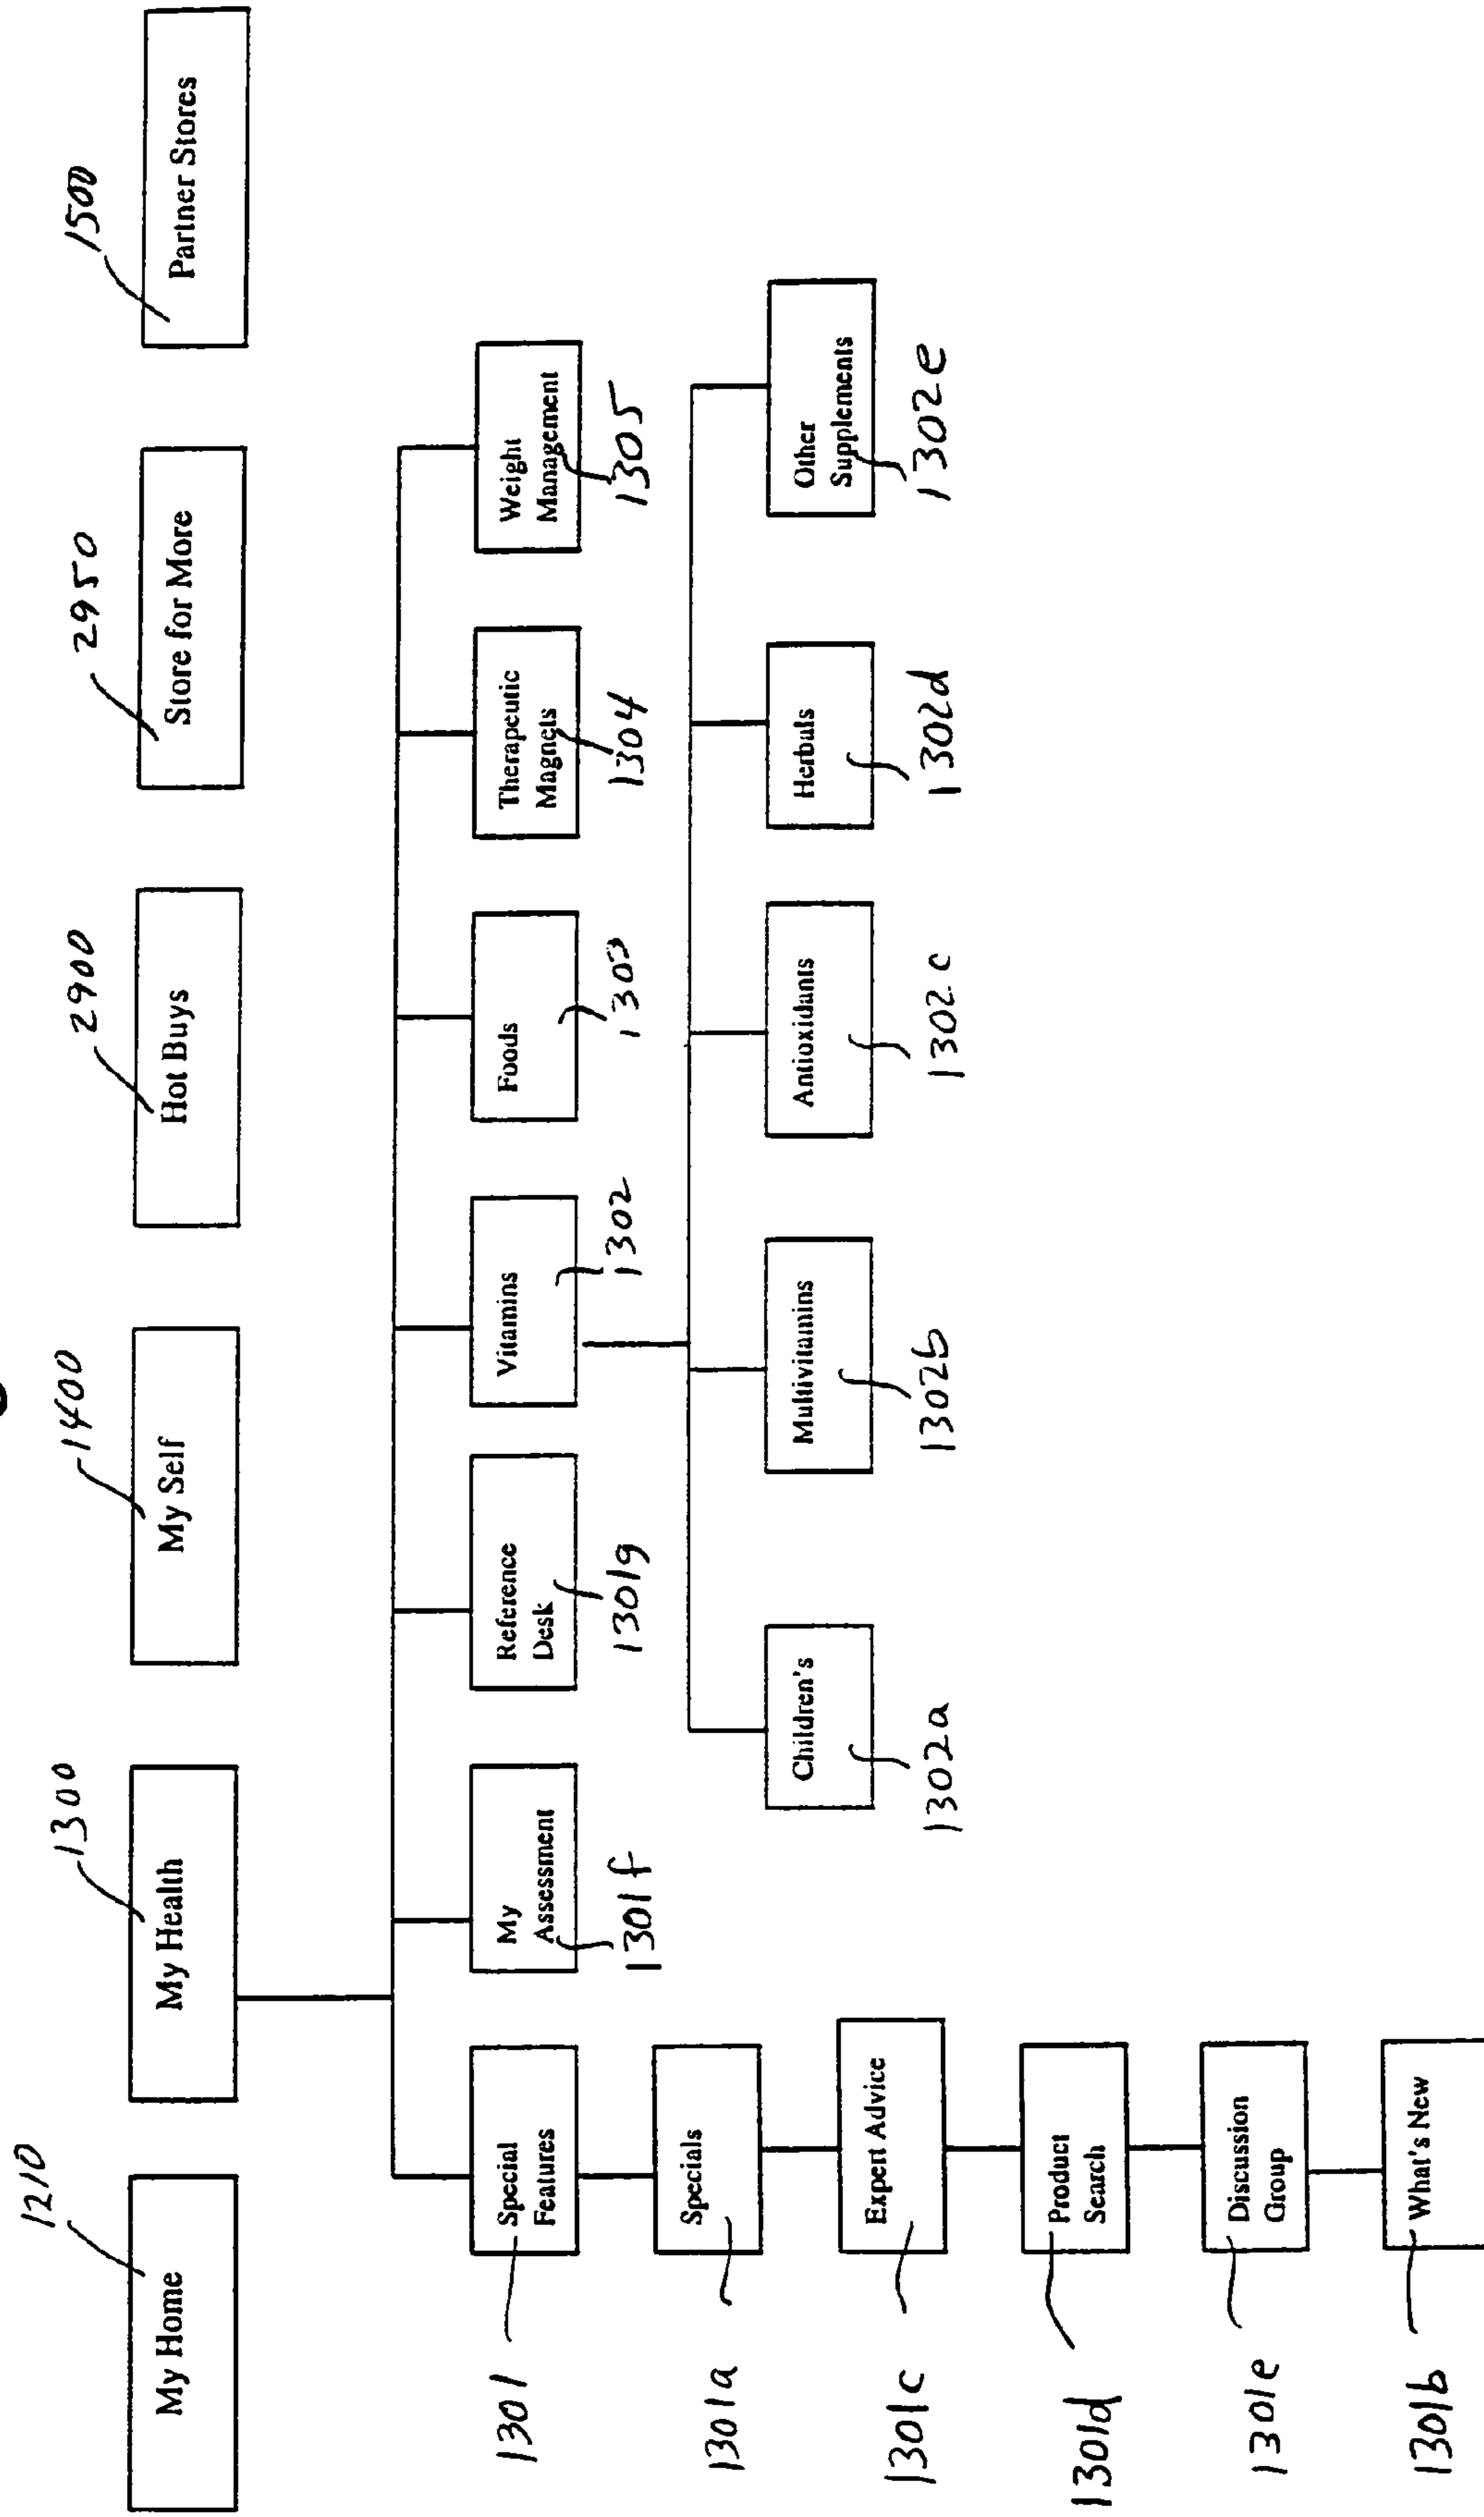 1210
1300
1400
2900
2950
1500
My Home
My Health
My Self
Hot Buys
Store for More
Partner Stores
Special
Features
My
Assessment
Reference
Desk
Vitamins
Foods
Therapeutic
Magnets
Weight
Management
1301
1301f
1301g
1302
1303
1304
1305
Specials
1301a
Children's
Multivitamins
Antioxidants
Herbals
Other
Supplements
1302a
1302b
1302c
1302d
1302e
Expert Advice
1301c
Product
Search
1301d
Discussion
Group
1301e
What's New
1301b